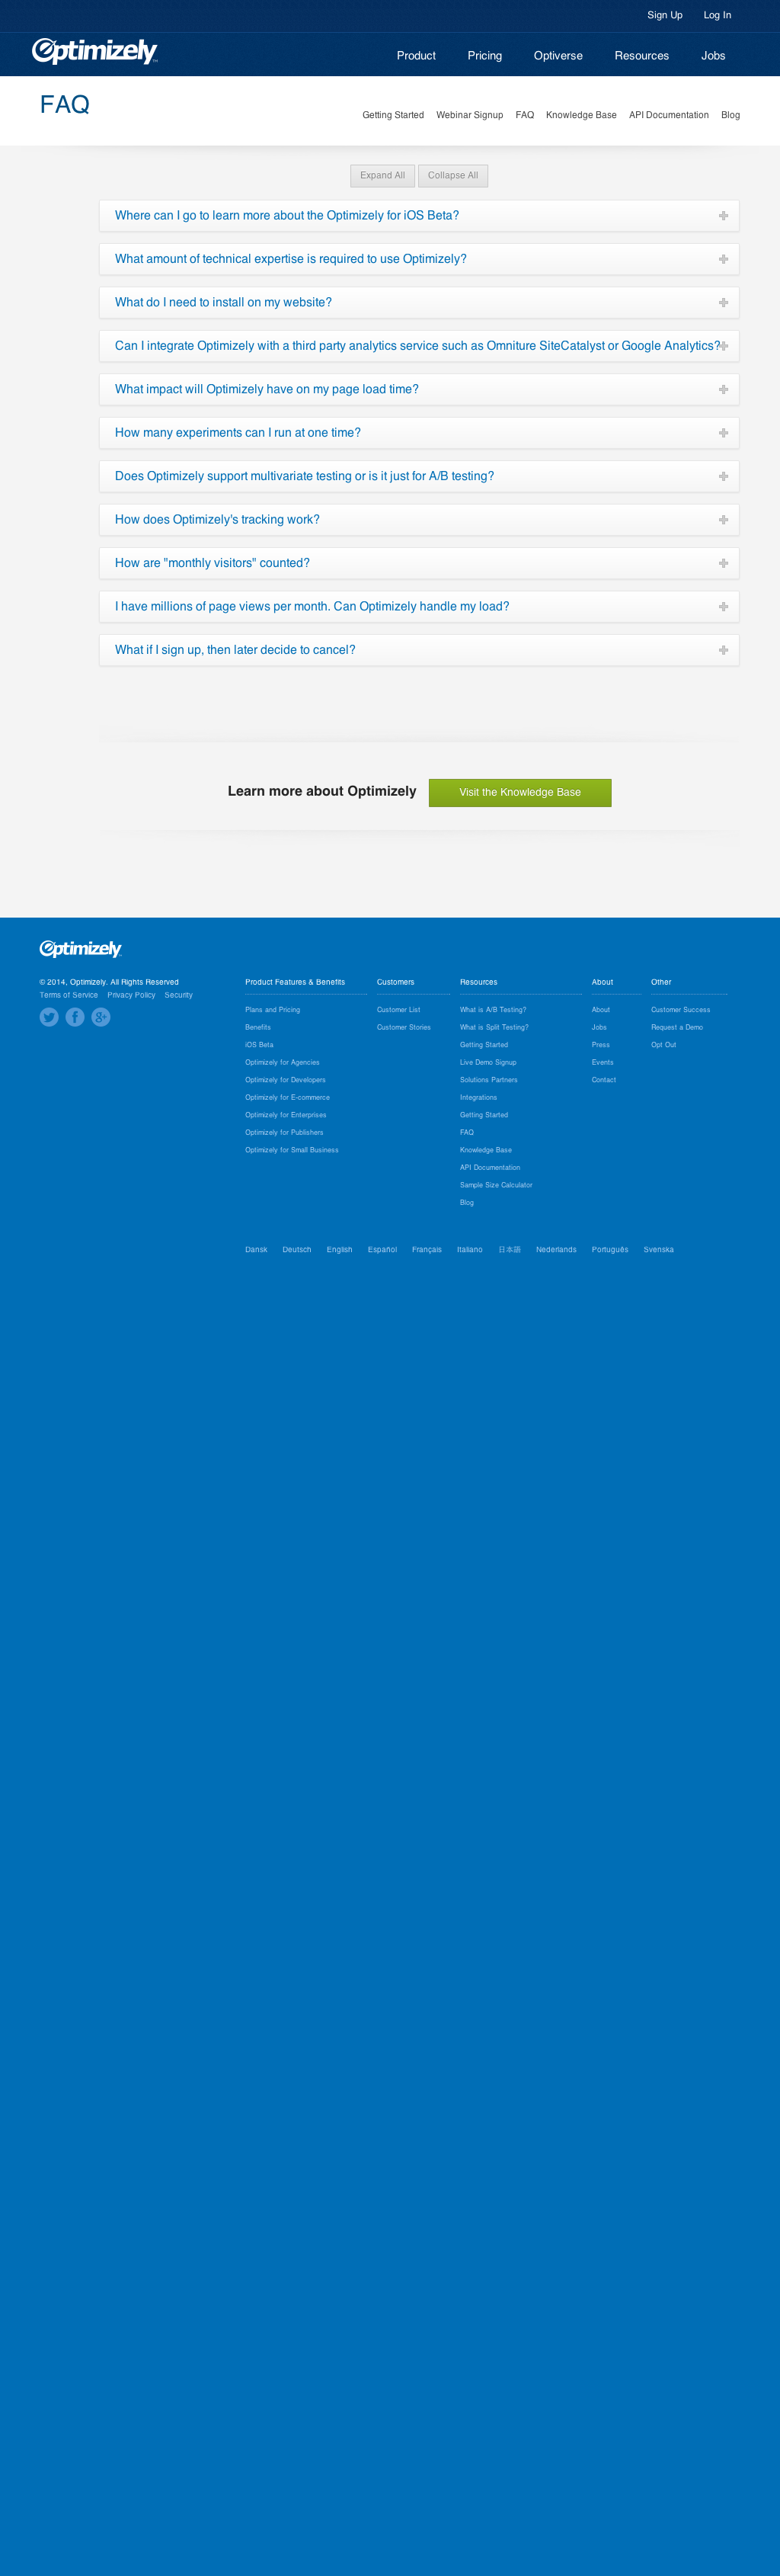 Sign Up Log In
Optimizely
Product Pricing Optiverse Resources Jobs
FAQ
Getting Started Webinar Signup FAQ Knowledge Base API Documentation Blog
Expand All Collapse All
Where can I go to learn more about the Optimizely for iOS Beta?
What amount of technical expertise is required to use Optimizely?
What do I need to install on my website?
Can I integrate Optimizely with a third party analytics service such as Omniture SiteCatalyst or Google Analytics?
What impact will Optimizely have on my page load time?
How many experiments can I run at one time?
Does Optimizely support multivariate testing or is it just for A/B testing?
How does Optimizely's tracking work?
How are "monthly visitors" counted?
I have millions of page views per month. Can Optimizely handle my load?
What if I sign up, then later decide to cancel?
Learn more about Optimizely Visit the Knowledge Base
Optimizely
© 2014, Optimizely. All Rights Reserved
Terms of Service Privacy Policy Security
Product Features & Benefits
Plans and Pricing
Benefits
iOS Beta
Optimizely for Agencies
Optimizely for Developers
Optimizely for E-commerce
Optimizely for Enterprises
Optimizely for Publishers
Optimizely for Small Business
Customers
Customer List
Customer Stories
Resources
What is A/B Testing?
What is Split Testing?
Getting Started
Live Demo Signup
Solutions Partners
Integrations
Getting Started
FAQ
Knowledge Base
API Documentation
Sample Size Calculator
Blog
About
About
Jobs
Press
Events
Contact
Other
Customer Success
Request a Demo
Opt Out
Dansk Deutsch English Español Français Italiano 日本語 Nederlands Português Svenska